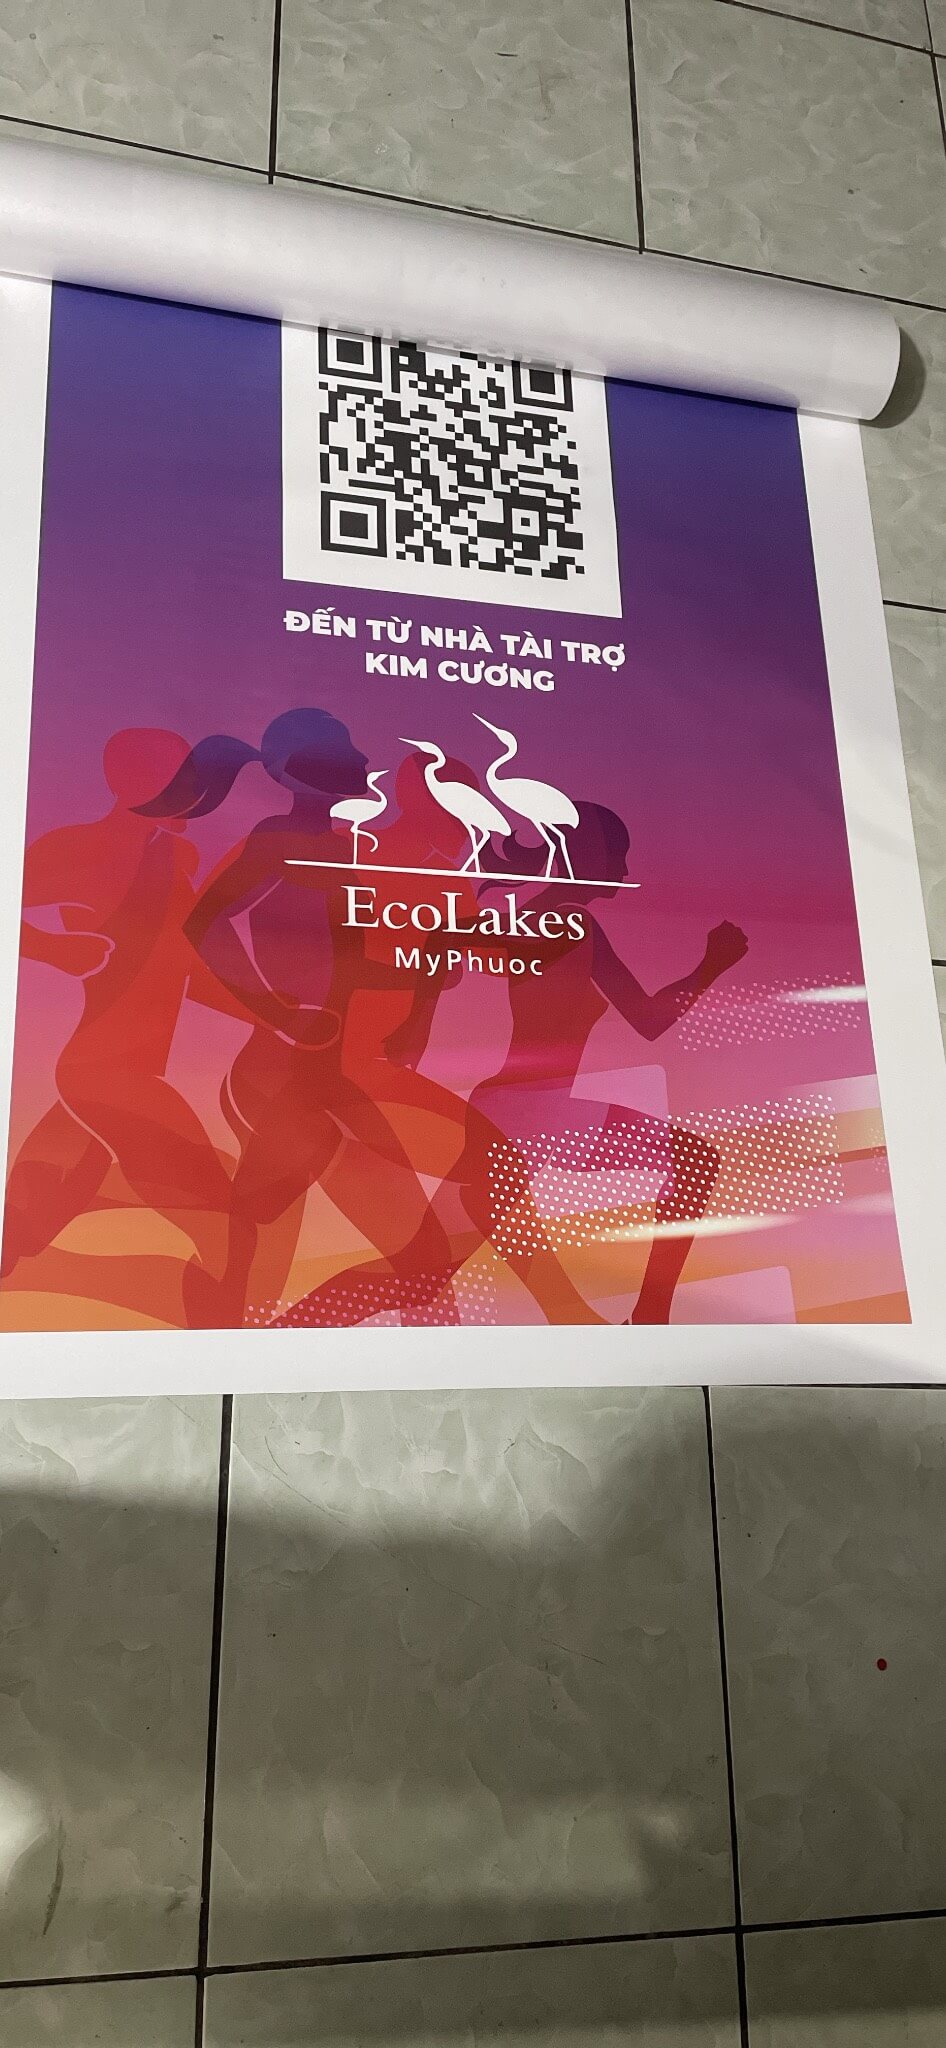 ĐẾN TỪ NHÀ TÀI TRỢ
KIM CƯƠNG
EcoLakes
MyPhuoc